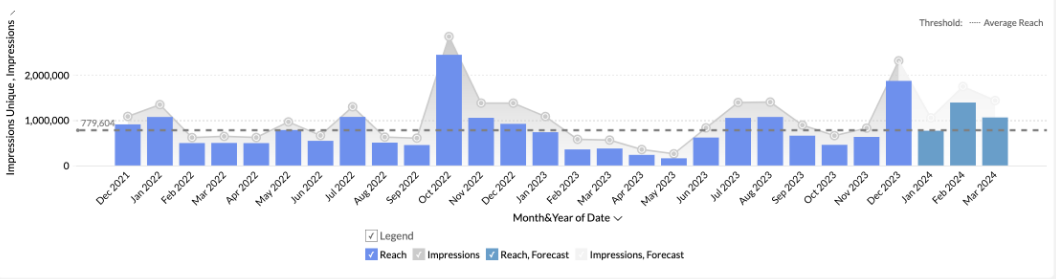 Threshold: Average Reach
Impressions Unique , Impressions
2,000,000
1,000,000
779,604
0
Dec 2021
Jan 2022
Feb 2022
Mar 2022
Apr 2022
May 2022
Jun 2022
Jul 2022
Aug 2022
Sep 2022
Oct 2022
Nov 2022
Dec 2022
Jan 2023
Feb 2023
Mar 2023
Apr 2023
May 2023
Jun 2023
Jul 2023
Aug 2023
Sep 2023
Oct 2023
Nov 2023
Dec 2023
Jan 2024
Feb 2024
Mar 2024
Month&Year of Date
Legend
Reach Impressions Reach, Forecast Impressions, Forecast